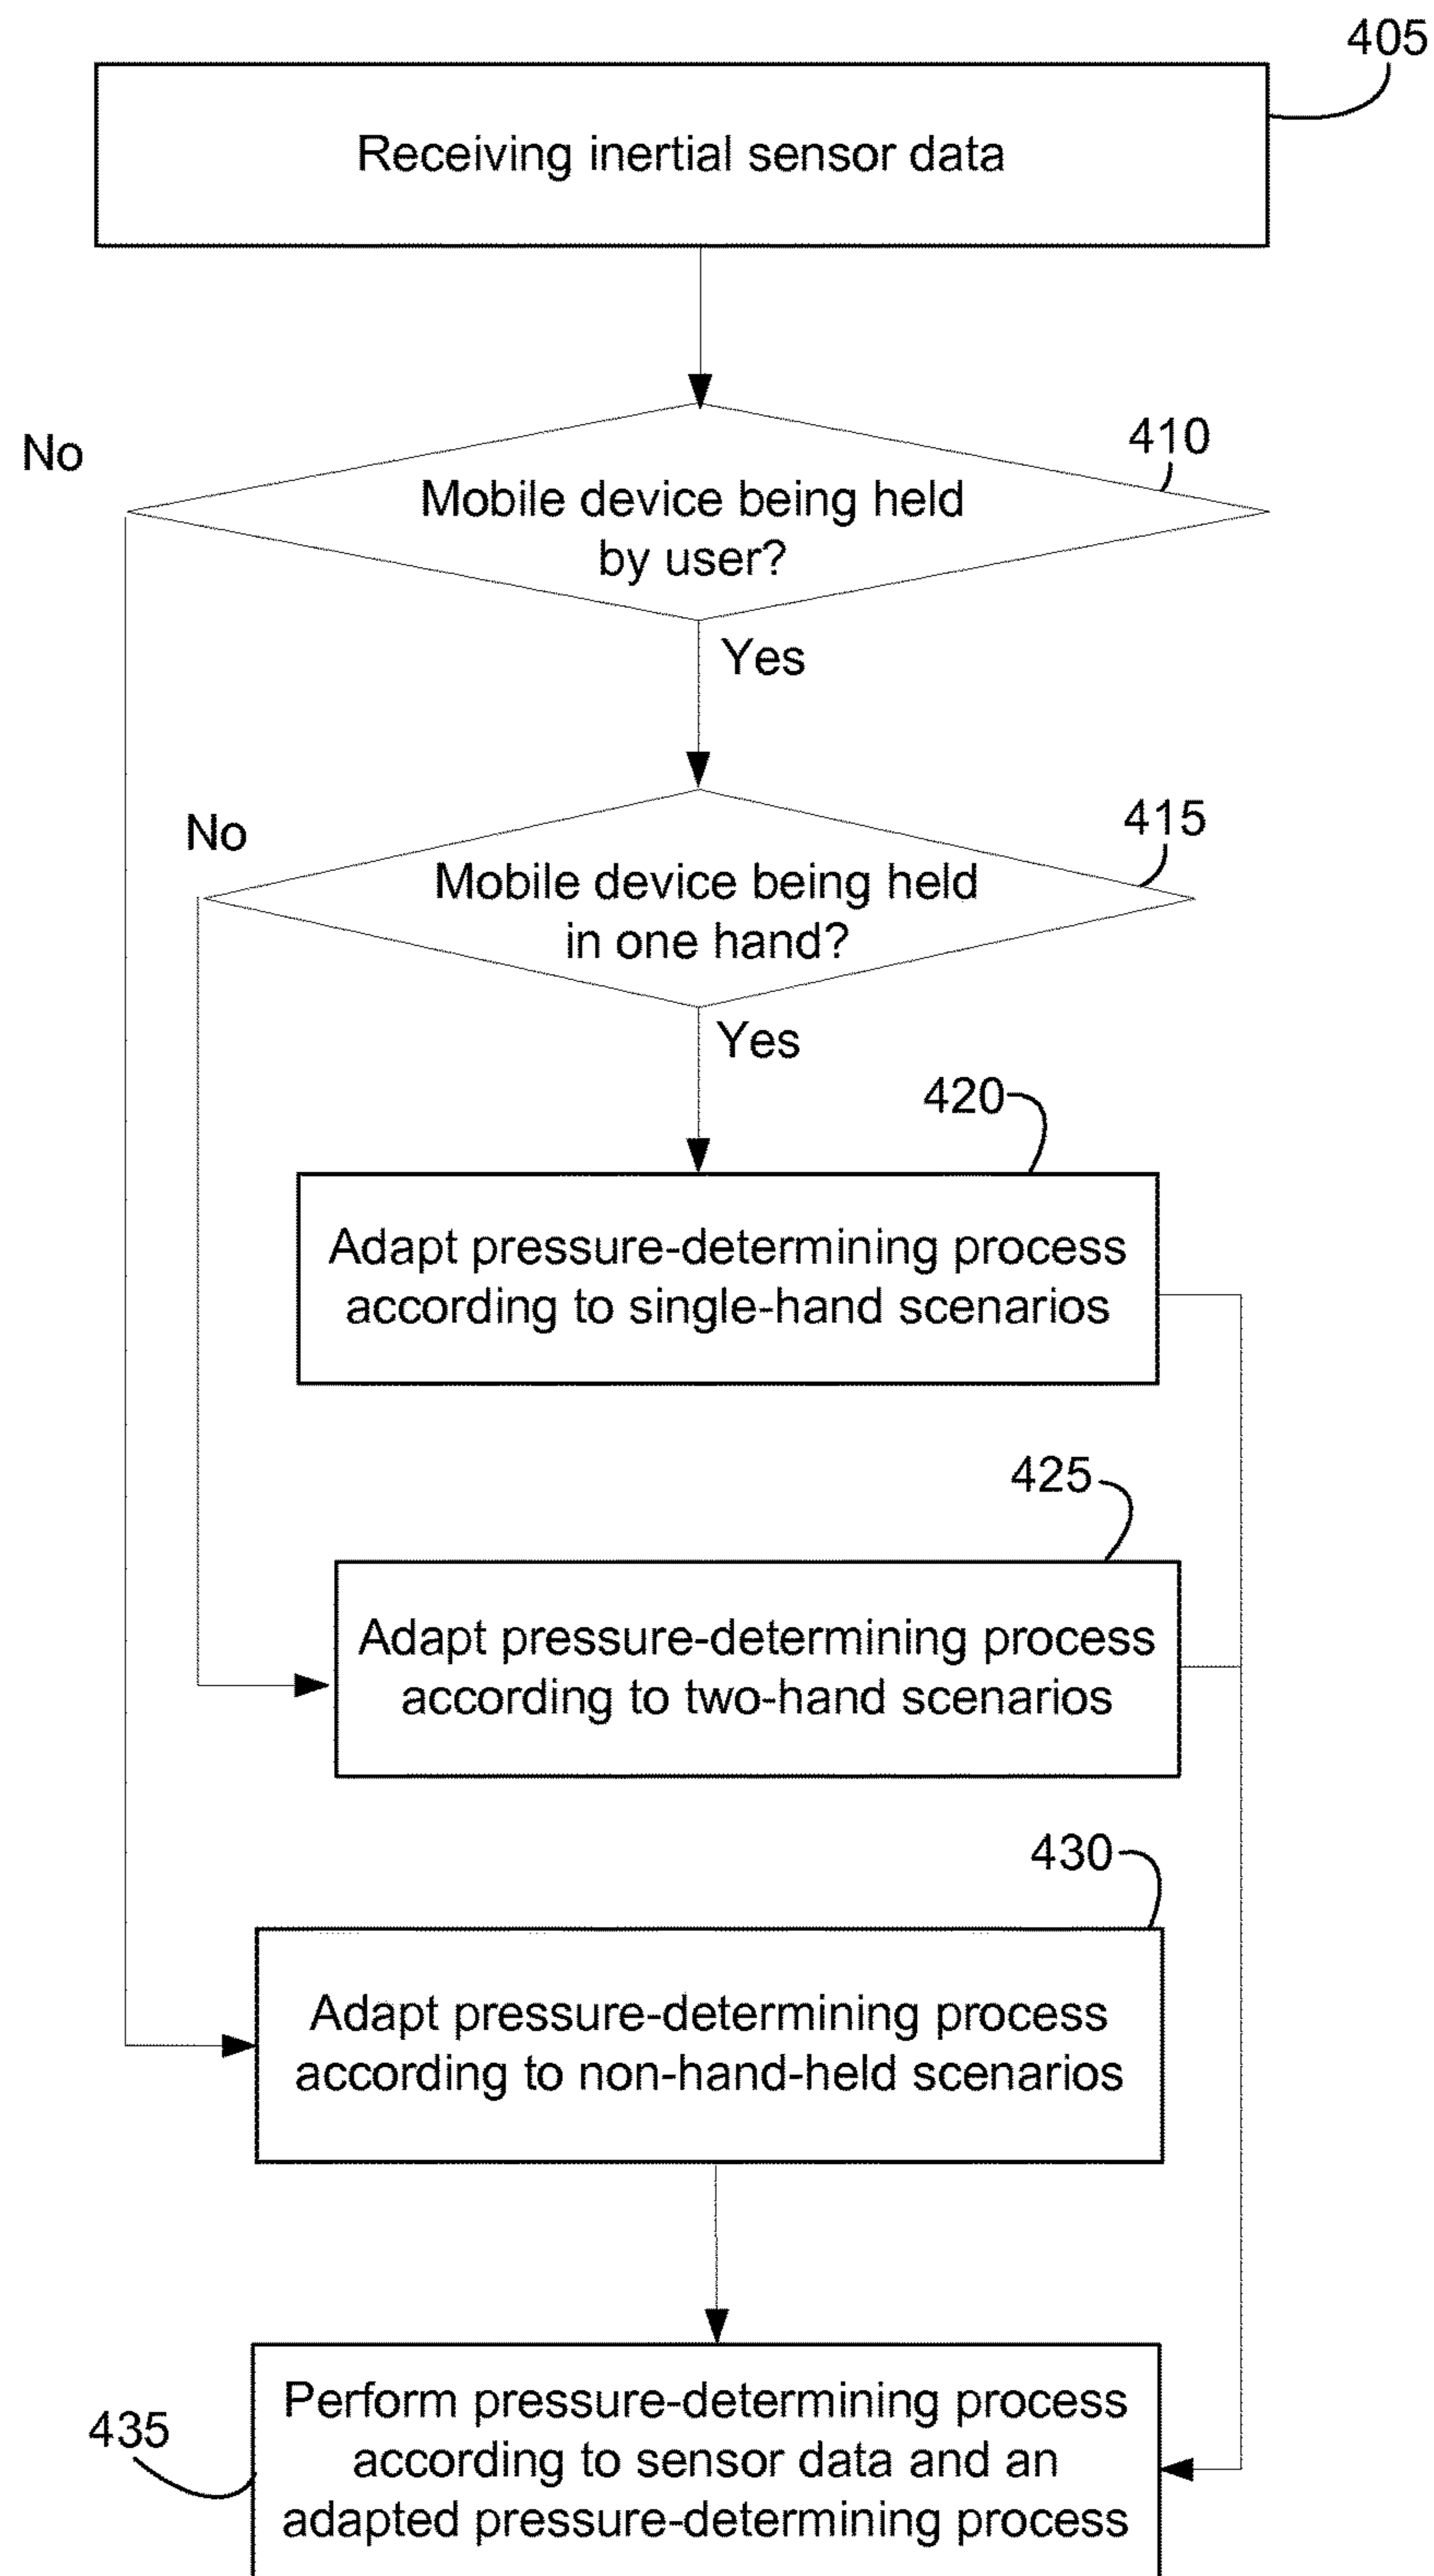 405
Receiving inertial sensor data
No
410
Mobile device being held
by user?
Yes
No
415
Mobile device being held
in one hand?
Yes
420
Adapt pressure-determining process
according to single-hand scenarios
425
Adapt pressure-determining process
according to two-hand scenarios
430
Adapt pressure-determining process
according to non-hand-held scenarios
435
Perform pressure-determining process
according to sensor data and an
adapted pressure-determining process